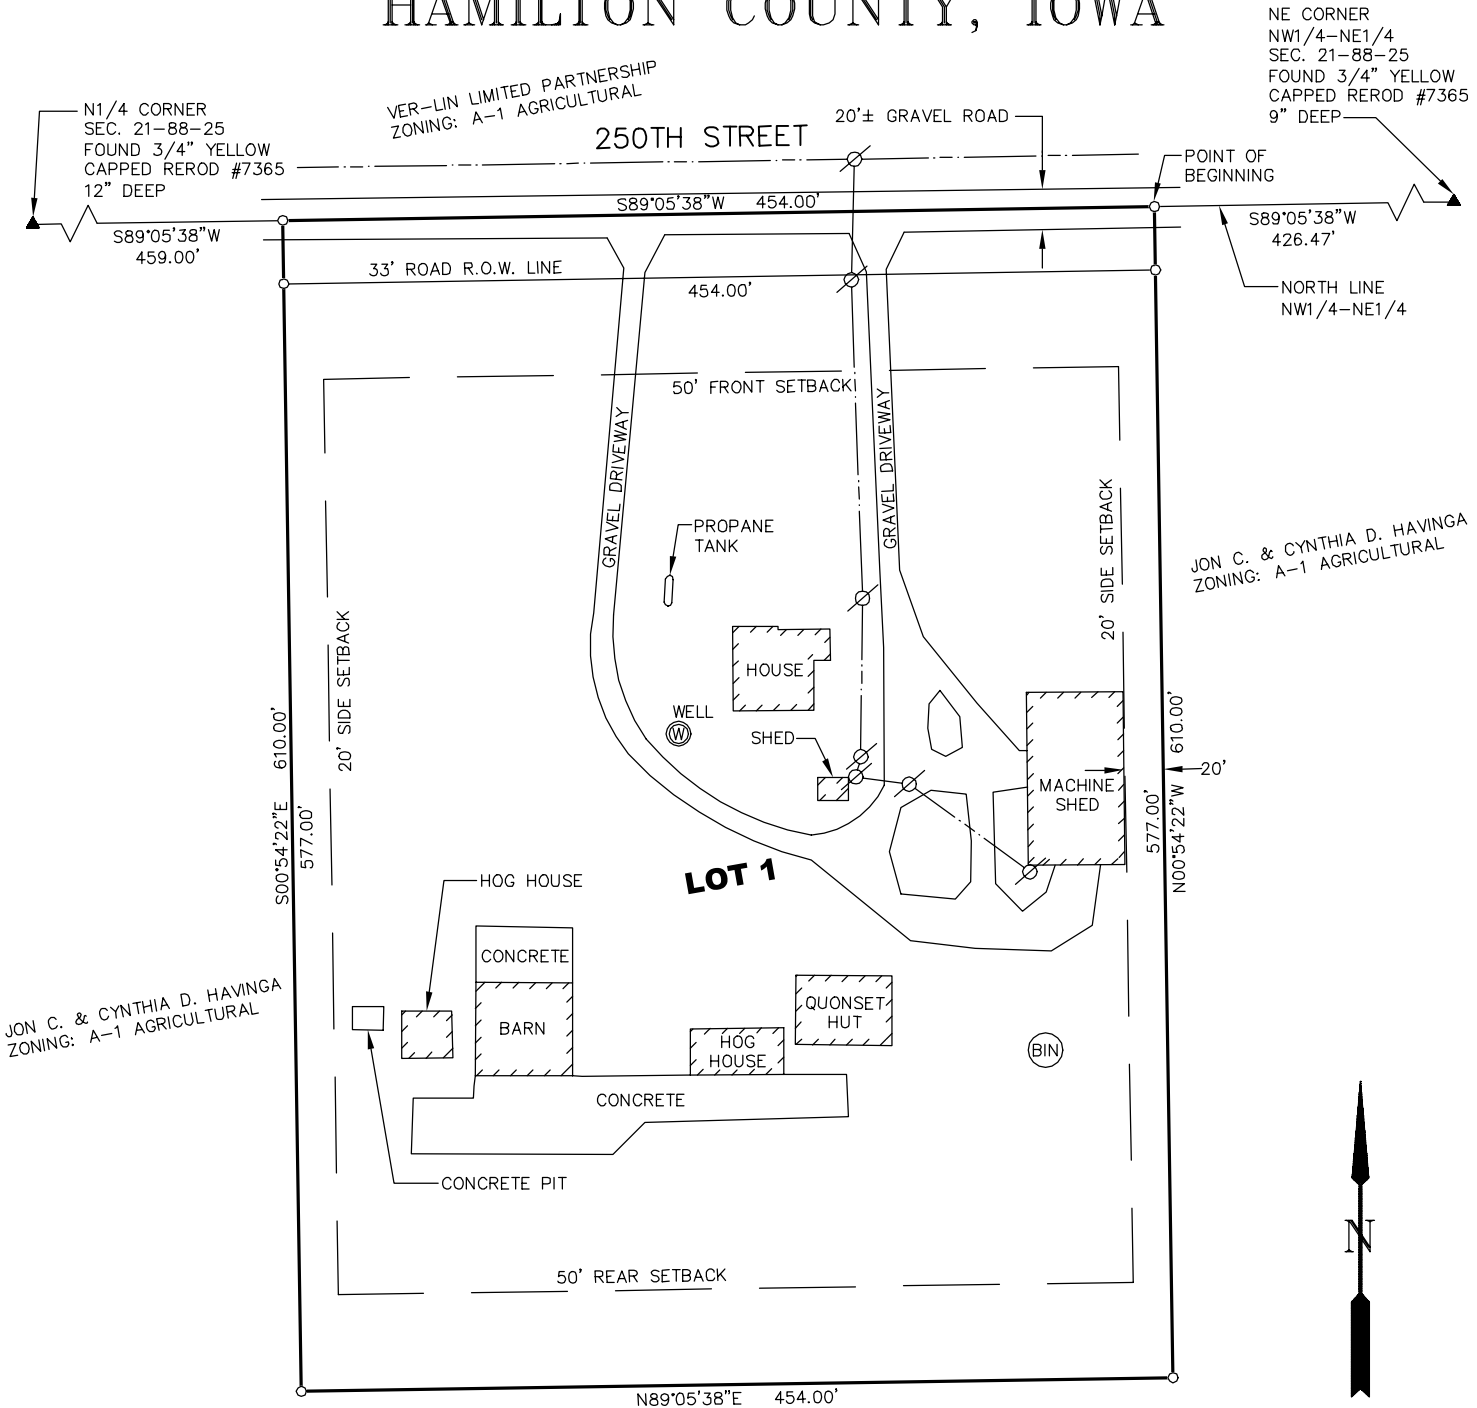 HAMILTON COUNTY, IOWA
NE CORNER
NW1/4-NE1/4
SEC. 21-88-25
FOUND 3/4" YELLOW
CAPPED REROD #7365
9" DEEP
VER-LIN LIMITED PARTNERSHIP
ZONING: A-1 AGRICULTURAL
N1/4 CORNER
SEC. 21-88-25
FOUND 3/4" YELLOW
CAPPED REROD #7365
12" DEEP
250TH STREET
20'± GRAVEL ROAD
POINT OF
BEGINNING
S89°05'38"W 454.00'
S89°05'38"W
459.00'
S89°05'38"W
426.47'
33' ROAD R.O.W. LINE
454.00'
NORTH LINE
NW1/4-NE1/4
50' FRONT SETBACK
GRAVEL DRIVEWAY
GRAVEL DRIVEWAY
20' SIDE SETBACK
PROPANE
TANK
JON C. & CYNTHIA D. HAVINGA
ZONING: A-1 AGRICULTURAL
20' SIDE SETBACK
HOUSE
WELL
W
SHED
S00°54'22"E 610.00'
577.00'
MACHINE
SHED
20'
577.00'
N00°54'22"W 610.00'
LOT 1
HOG HOUSE
CONCRETE
BARN
QUONSET
HUT
HOG
HOUSE
BIN
JON C. & CYNTHIA D. HAVINGA
ZONING: A-1 AGRICULTURAL
CONCRETE
CONCRETE PIT
N
50' REAR SETBACK
N89°05'38"E 454.00'